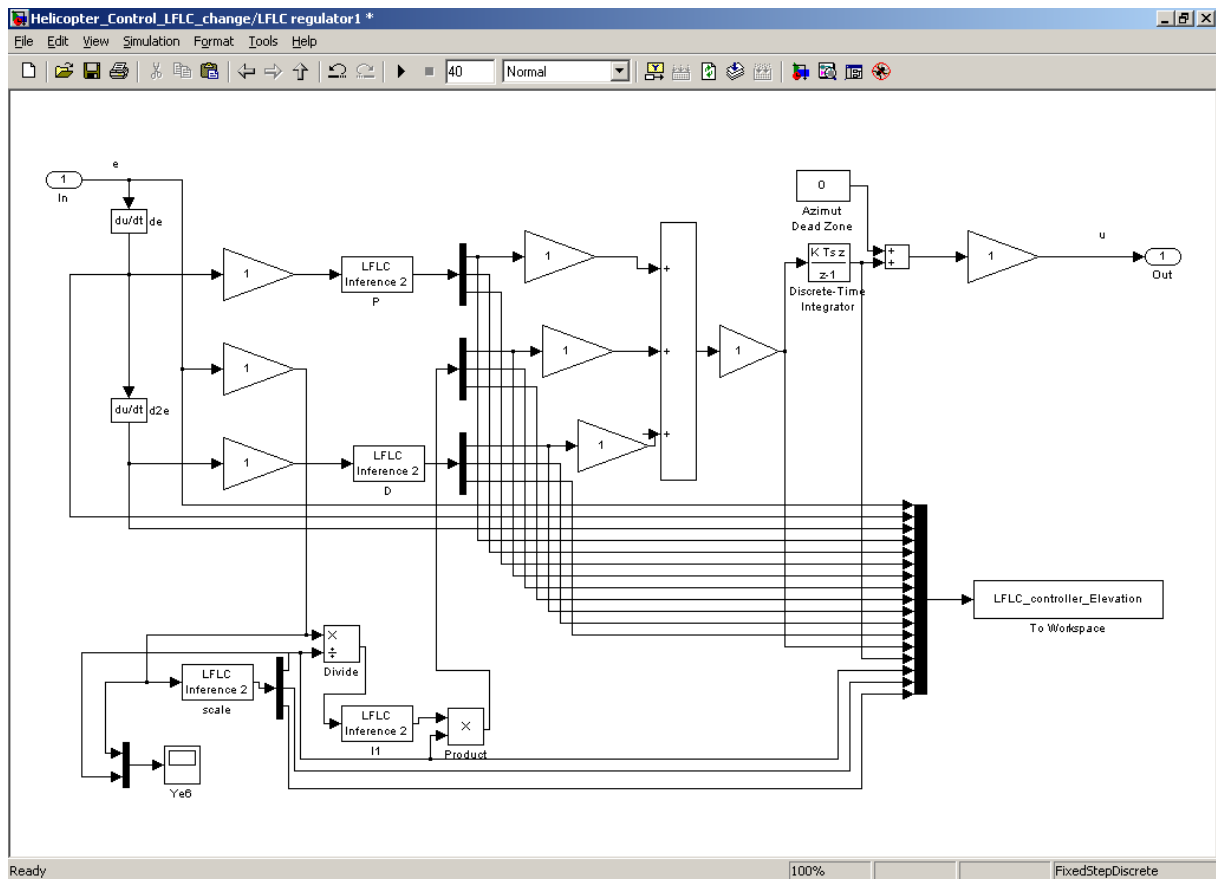 Helicopter_Control_LFLC_change/LFLC regulator1 *
File Edit View Simulation Format Tools Help
40 Normal
e
1
In
du/dt de
1
LFLC
Inference 2
P
1
0
Azimut
Dead Zone
K Ts z
z-1
Discrete-Time
Integrator
+
+
1
u
1
Out
1
1
+
+
+
1
du/dt d2e
1
LFLC
Inference 2
D
1
LFLC_controller_Elevation
To Workspace
×
÷
Divide
LFLC
Inference 2
scale
LFLC
Inference 2
I1
×
Product
Ye6
Ready 100% FixedStepDiscrete